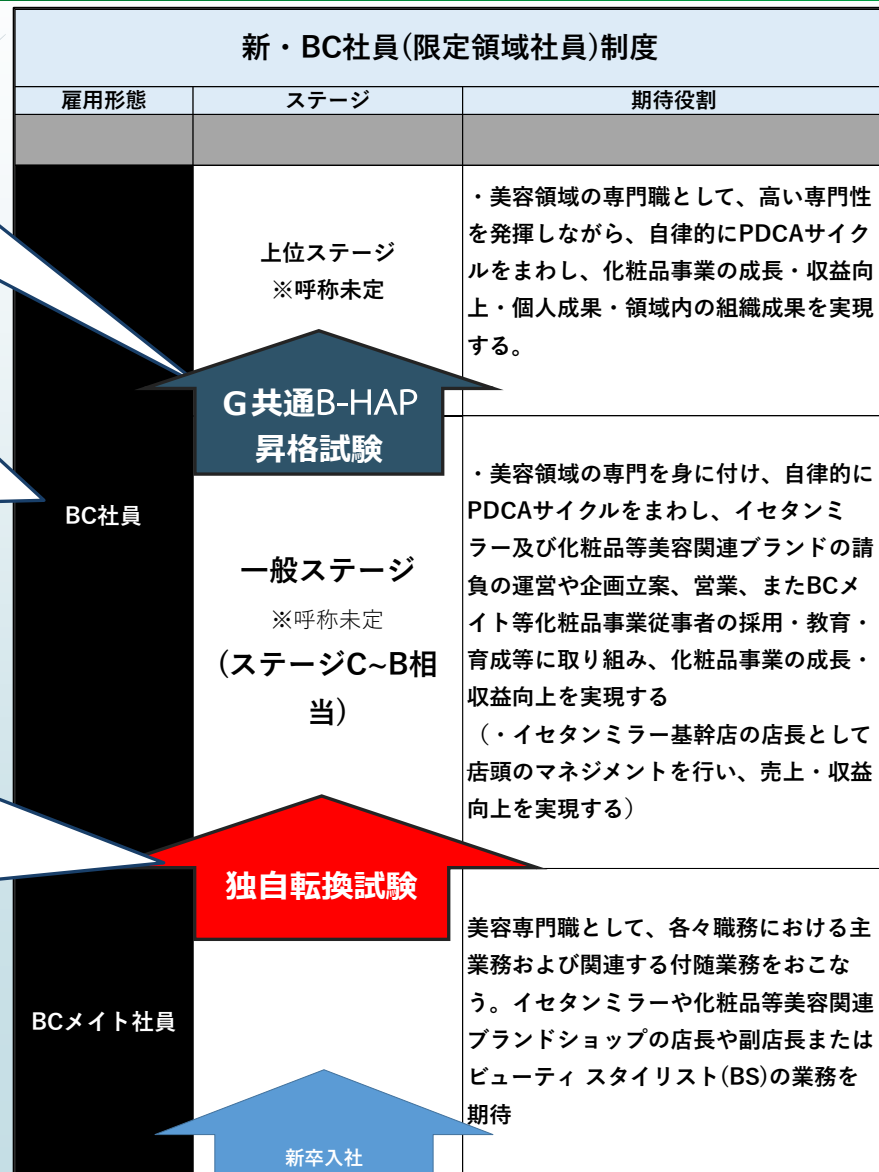 新・BC社員(限定領域社員)制度
雇用形態
ステージ
期待役割
上位ステージ
※呼称未定
・美容領域の専門職として、高い専門性
を発揮しながら、自律的にPDCAサイク
ルをまわし、化粧品事業の成長・収益向
上・個人成果・領域内の組織成果を実現
する。
G共通B-HAP
昇格試験
BC社員
一般ステージ
※呼称未定
(ステージC~B相
当)
・美容領域の専門を身に付け、自律的に
PDCAサイクルをまわし、イセタンミ
ラー及び化粧品等美容関連ブランドの請
負の運営や企画立案、営業、またBCメ
イト等化粧品事業従事者の採用・教育・
育成等に取り組み、化粧品事業の成長・
収益向上を実現する
(・イセタンミラー基幹店の店長として
店頭のマネジメントを行い、売上・収益
向上を実現する)
独自転換試験
BCメイト社員
美容専門職として、各々職務における主
業務および関連する付随業務をおこな
う。イセタンミラーや化粧品等美容関連
ブランドショップの店長や副店長または
ビューティ スタイリスト(BS)の業務を
期待
新卒入社